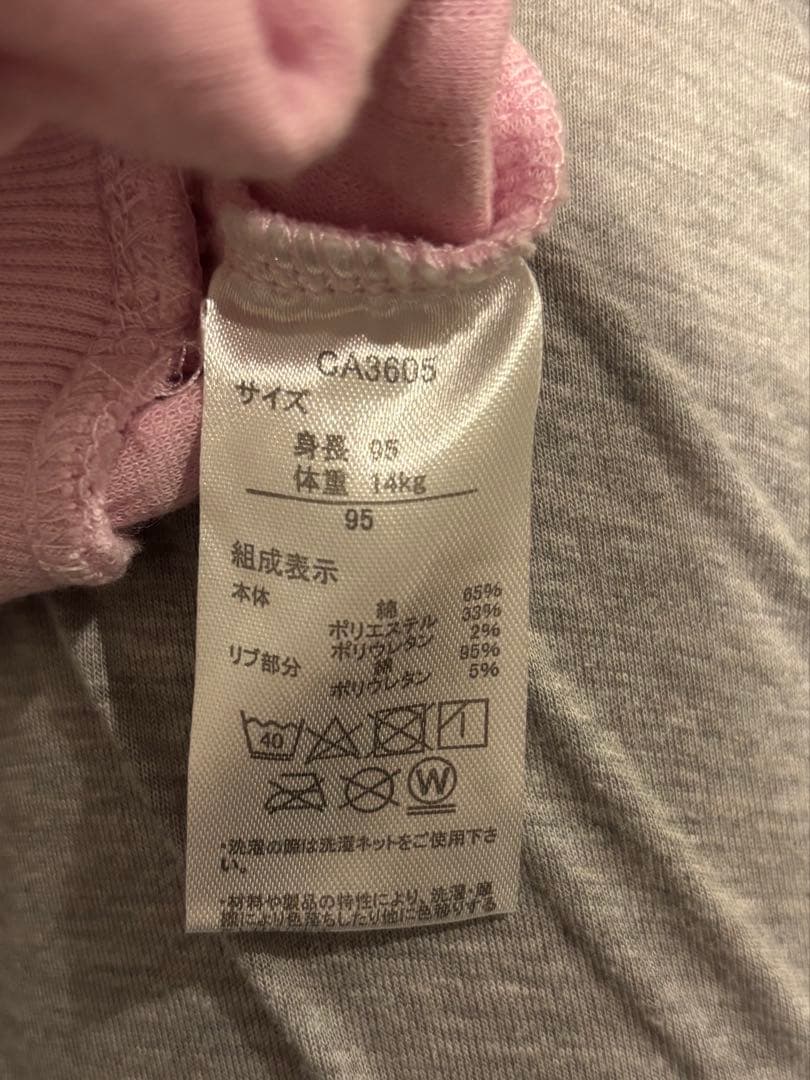 CA3605
サイズ
身長 95
体重 14kg
95
組成表示
本体 綿 65%
ポリエステル 33%
ポリウレタン 2%
リブ部分 綿 95%
ポリウレタン 5%
40
W
・洗濯の際は洗濯ネットをご使用下さ
い。
・材料や製品の特性により、洗濯・摩
擦により色落ちしたり他に色移りする